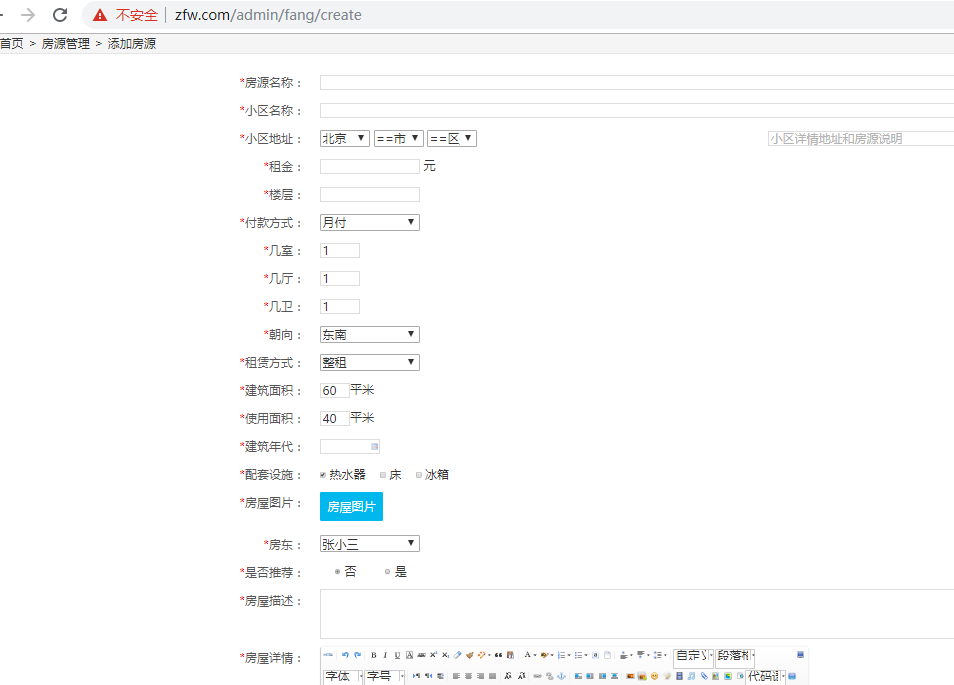 不安全 | zfw.com/admin/fang/create
首页 > 房源管理 > 添加房源
*房源名称：
*小区名称：
*小区地址： 北京 ==市 ==区 小区详情地址和房源说明
*租金： 元
*楼层：
*付款方式： 月付
*几室： 1
*几厅： 1
*几卫： 1
*朝向： 东南
*租赁方式： 整租
*建筑面积： 60 平米
*使用面积： 40 平米
*建筑年代：
*配套设施： 热水器 床 冰箱
*房屋图片： 房屋图片
*房东： 张小三
*是否推荐： 否 是
*房屋描述：
*房屋详情： HTML B I U A ABC X² X₂ A 自定义 段落格
字体 字号 代码语